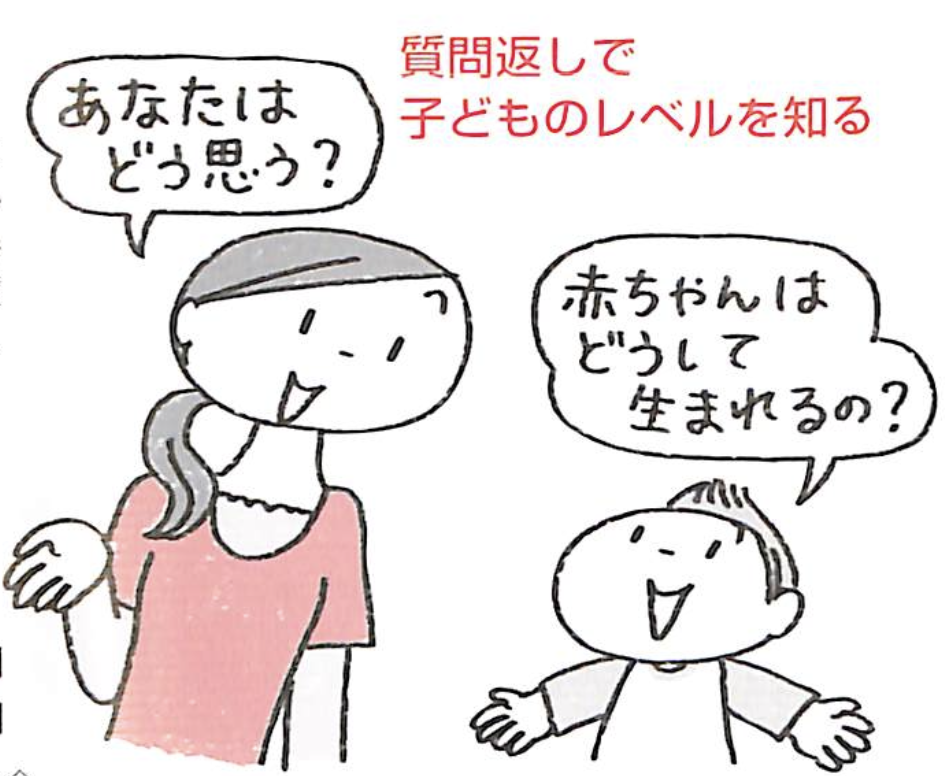 質問返しで
子どものレベルを知る
あなたは
どう思う?
赤ちゃんは
どうして
生まれるの?